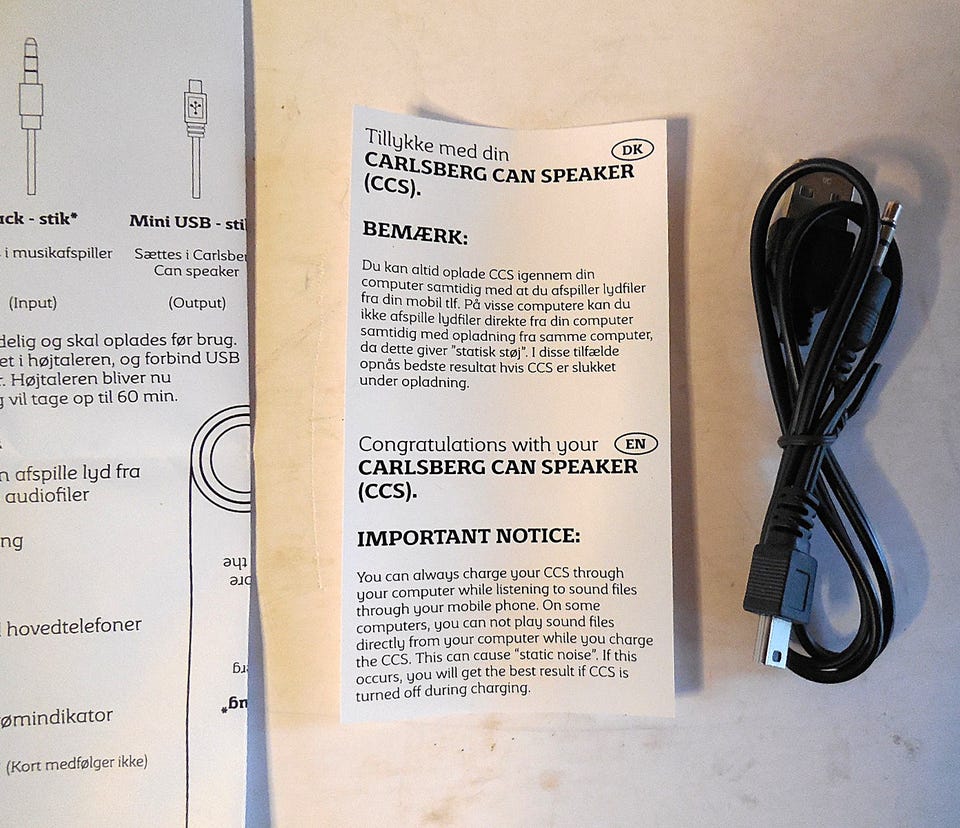 ck - stik*
Mini USB - sti
i musikafspiller
Sættes i Carlsber
Can speaker
(Input)
(Output)
delig og skal oplades før brug.
et i højtaleren, og forbind USB
r. Højtaleren bliver nu
g vil tage op til 60 min.
n afspille lyd fra
audiofiler
ng
the
ore
hovedtelefoner
ømindikator
(Kort medfølger ikke)
Tillykke med din
DK
CARLSBERG CAN SPEAKER
(CCS).
BEMÆRK:
Du kan altid oplade CCS igennem din
computer samtidig med at du afspiller lydfiler
fra din mobil tlf. På visse computere kan du
ikke afspille lydfiler direkte fra din computer
samtidig med opladning fra samme computer,
da dette giver "statisk støj". I disse tilfælde
opnås bedste resultat hvis CCS er slukket
under opladning.
Congratulations with your
EN
CARLSBERG CAN SPEAKER
(CCS).
IMPORTANT NOTICE:
You can always charge your CCS through
your computer while listening to sound files
through your mobile phone. On some
computers, you can not play sound files
directly from your computer while you charge
the CCS. This can cause "static noise". If this
occurs, you will get the best result if CCS is
turned off during charging.